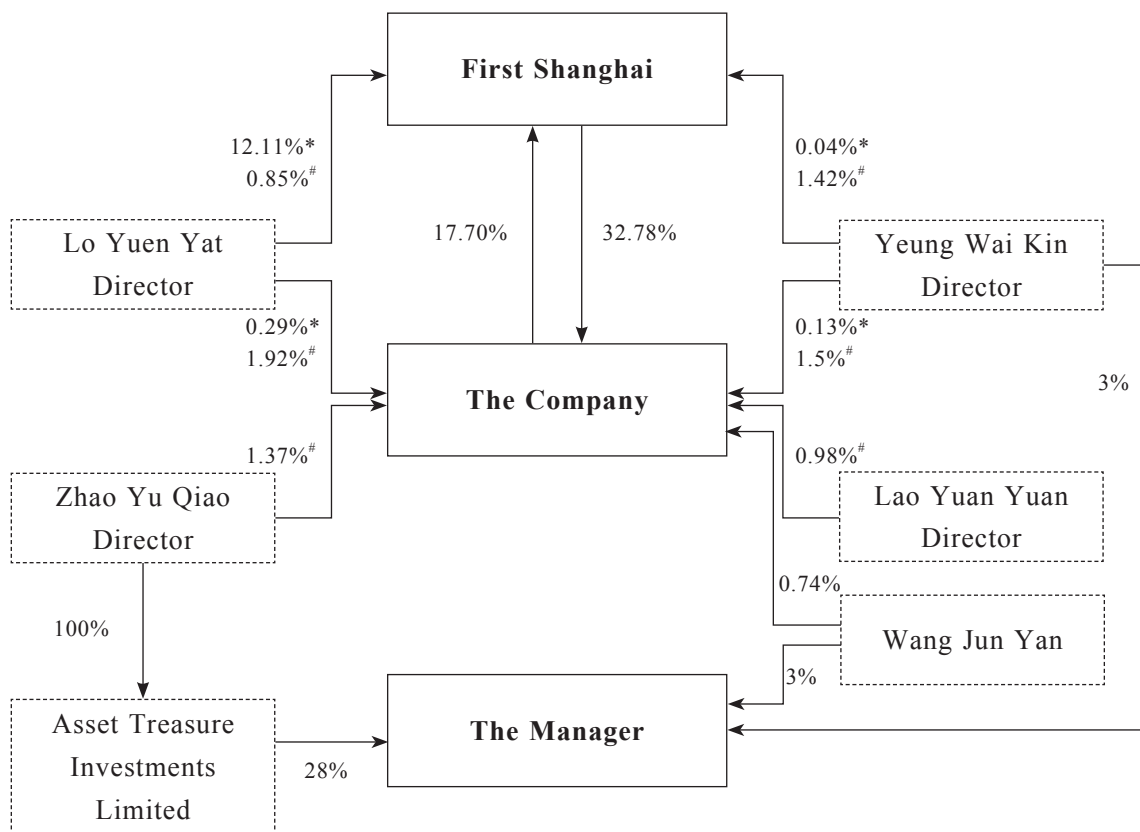 First Shanghai
12.11%*
0.85%#
0.04%*
1.42%#
17.70%
32.78%
Lo Yuen Yat
Director
Yeung Wai Kin
Director
0.29%*
1.92%#
0.13%*
1.5%#
3%
The Company
1.37%#
0.98%#
Zhao Yu Qiao
Director
Lao Yuan Yuan
Director
0.74%
100%
Wang Jun Yan
3%
Asset Treasure
Investments
Limited
28%
The Manager